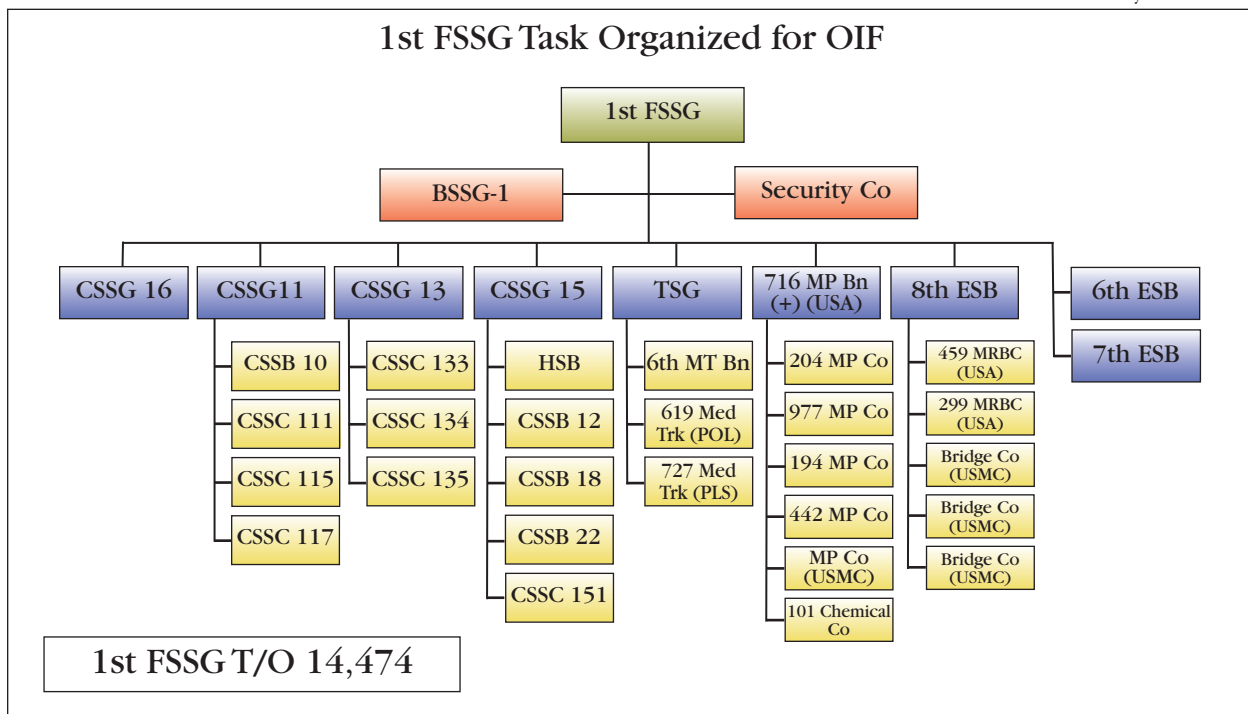 1st FSSG Task Organized for OIF
1st FSSG
BSSG-1
Security Co
CSSG 16
CSSG11
CSSG 13
CSSG 15
TSG
716 MP Bn
(+) (USA)
8th ESB
6th ESB
7th ESB
CSSB 10
CSSC 111
CSSC 115
CSSC 117
CSSC 133
CSSC 134
CSSC 135
HSB
CSSB 12
CSSB 18
CSSB 22
CSSC 151
6th MT Bn
619 Med
Trk (POL)
727 Med
Trk (PLS)
204 MP Co
977 MP Co
194 MP Co
442 MP Co
MP Co
(USMC)
101 Chemical
Co
459 MRBC
(USA)
299 MRBC
(USA)
Bridge Co
(USMC)
Bridge Co
(USMC)
Bridge Co
(USMC)
1st FSSG T/O 14,474